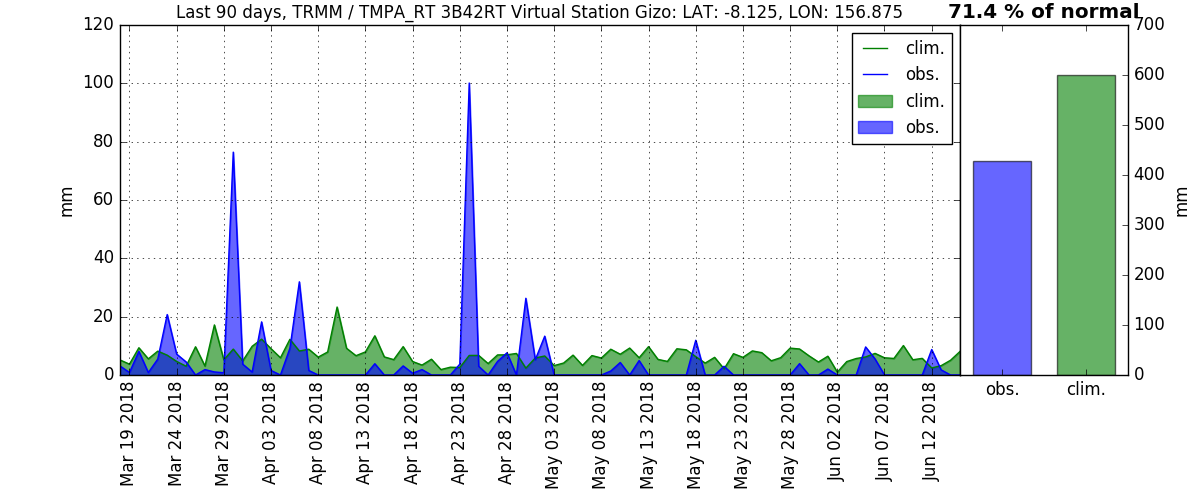 Last 90 days, TRMM / TMPA_RT 3B42RT Virtual Station Gizo: LAT: -8.125, LON: 156.875
71.4 % of normal
mm
120
100
80
60
40
20
0
clim.
obs.
clim.
obs.
Mar 19 2018
Mar 24 2018
Mar 29 2018
Apr 03 2018
Apr 08 2018
Apr 13 2018
Apr 18 2018
Apr 23 2018
Apr 28 2018
May 03 2018
May 08 2018
May 13 2018
May 18 2018
May 23 2018
May 28 2018
Jun 02 2018
Jun 07 2018
Jun 12 2018
700
600
500
400
300
200
100
0
mm
obs.
clim.